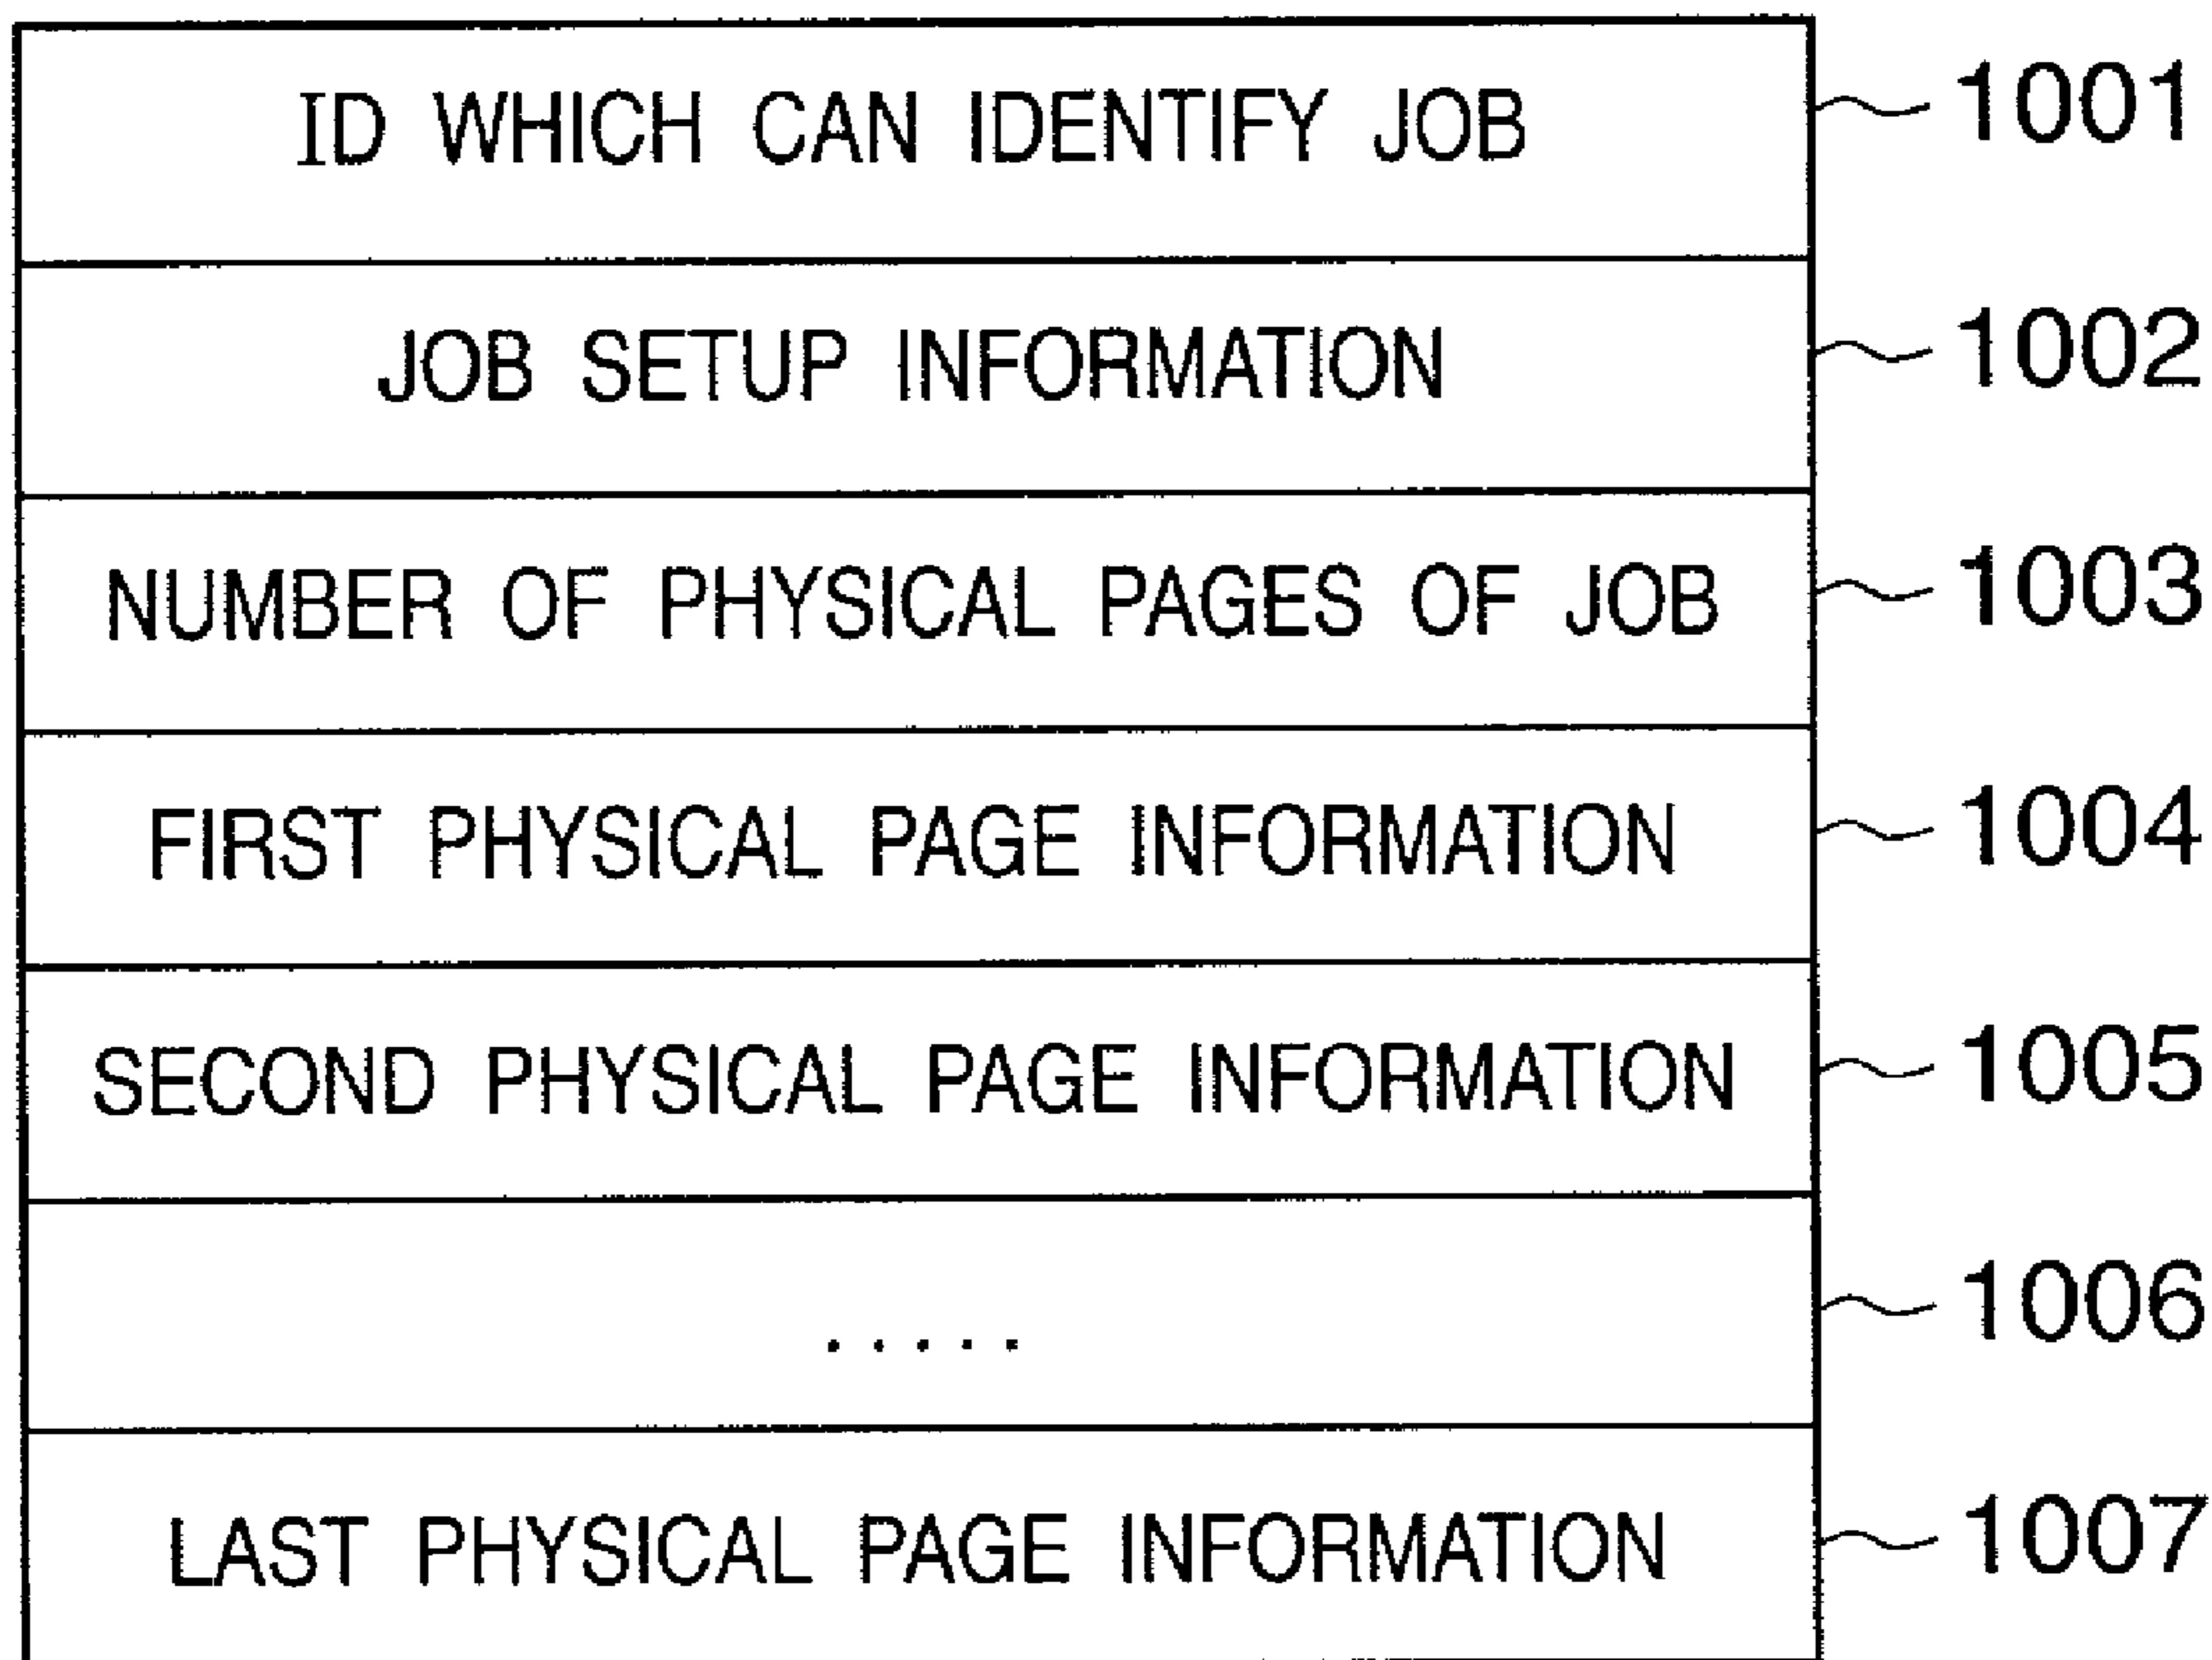 ID WHICH CAN IDENTIFY JOB 1001
JOB SETUP INFORMATION 1002
NUMBER OF PHYSICAL PAGES OF JOB 1003
FIRST PHYSICAL PAGE INFORMATION 1004
SECOND PHYSICAL PAGE INFORMATION 1005
..... 1006
LAST PHYSICAL PAGE INFORMATION 1007